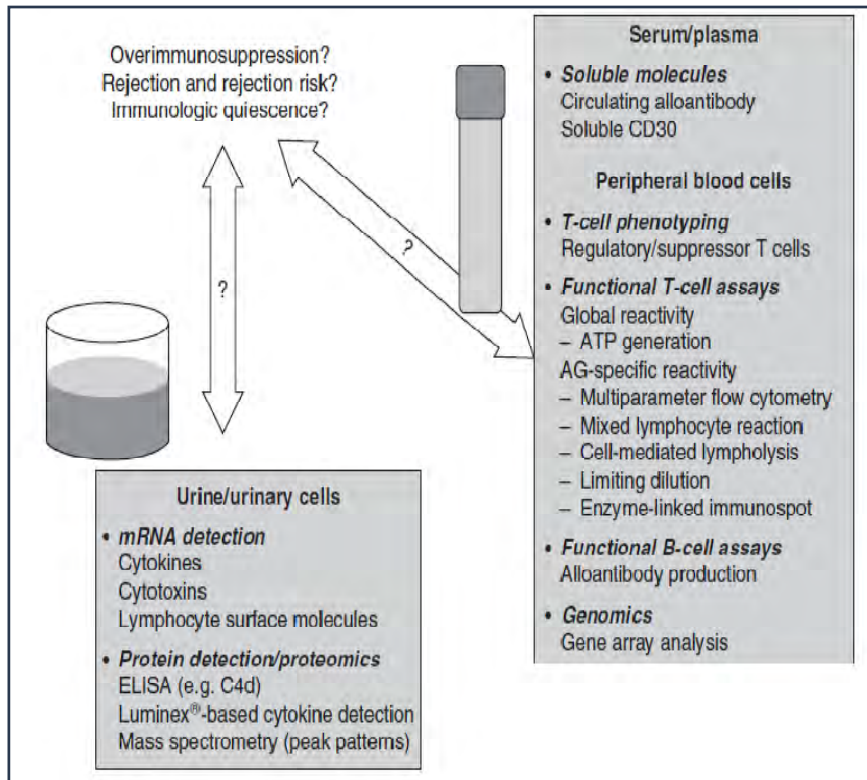 Overimmunosuppression?
Rejection and rejection risk?
Immunologic quiescence?
?
?
Serum/plasma
• Soluble molecules
Circulating alloantibody
Soluble CD30
Peripheral blood cells
• T-cell phenotyping
Regulatory/suppressor T cells
• Functional T-cell assays
Global reactivity
– ATP generation
AG-specific reactivity
– Multiparameter flow cytometry
– Mixed lymphocyte reaction
– Cell-mediated lympholysis
– Limiting dilution
– Enzyme-linked immunospot
• Functional B-cell assays
Alloantibody production
• Genomics
Gene array analysis
Urine/urinary cells
• mRNA detection
Cytokines
Cytotoxins
Lymphocyte surface molecules
• Protein detection/proteomics
ELISA (e.g. C4d)
Luminex®-based cytokine detection
Mass spectrometry (peak patterns)